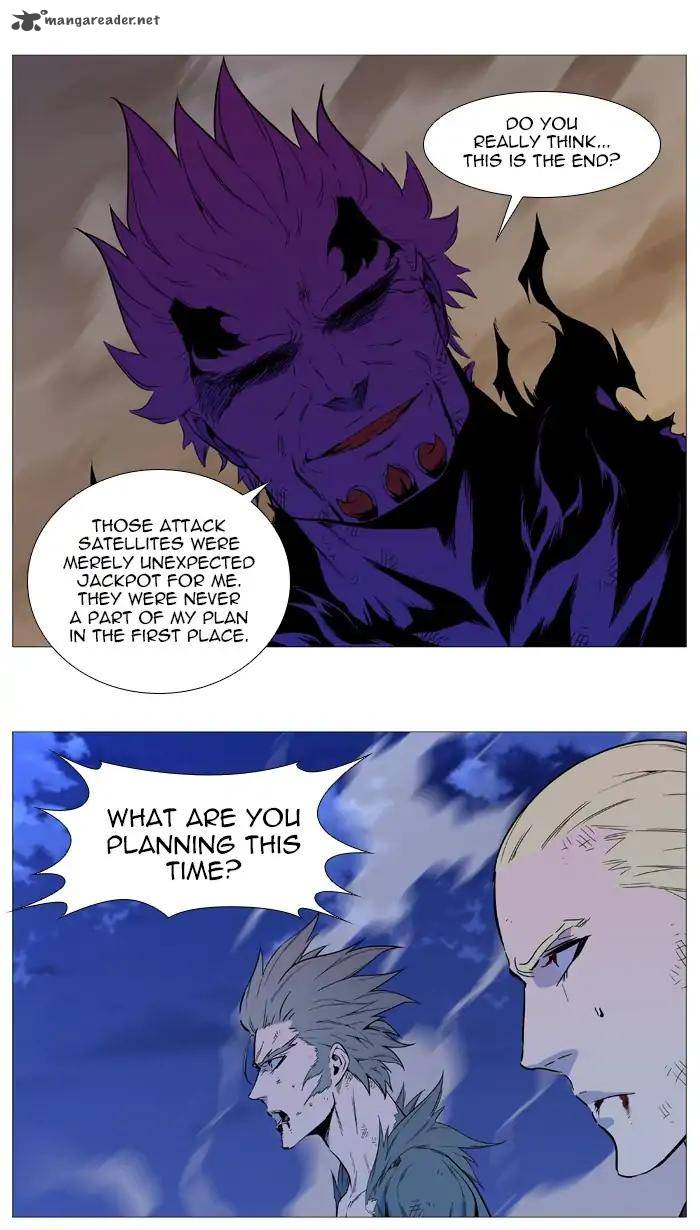 mangareader.net
DO YOU
REALLY THINK...
THIS IS THE END?
THOSE ATTACK
SATELLITES WERE
MERELY UNEXPECTED
JACKPOT FOR ME.
THEY WERE NEVER
A PART OF MY PLAN
IN THE FIRST PLACE.
WHAT ARE YOU
PLANNING THIS
TIME?